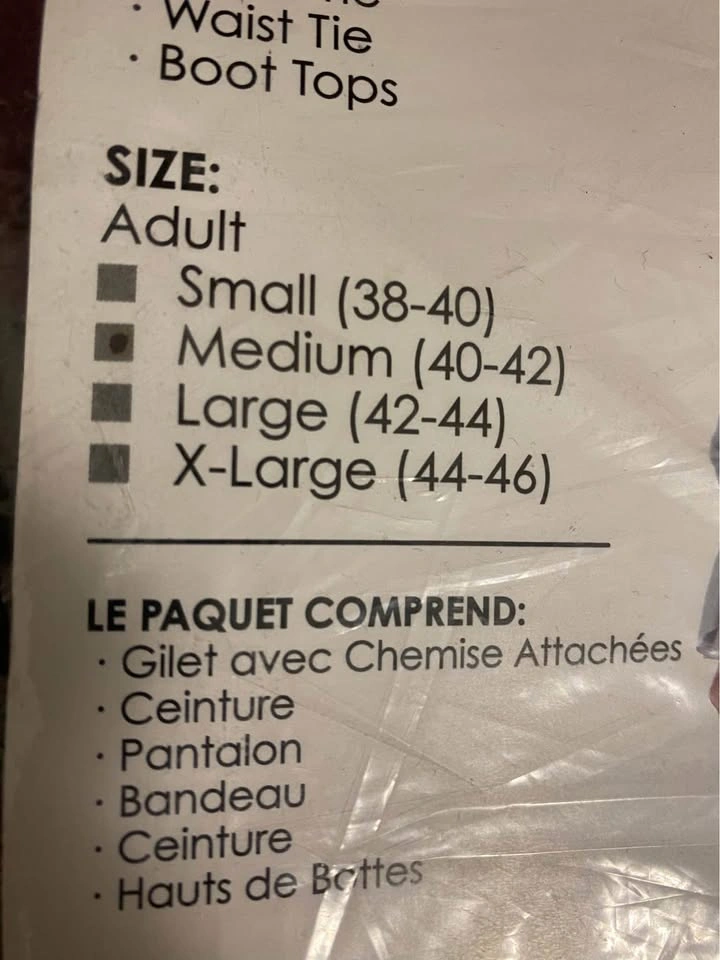 · Waist Tie
· Boot Tops
SIZE:
Adult
Small (38-40)
Medium (40-42)
Large (42-44)
X-Large (44-46)
LE PAQUET COMPREND:
· Gilet avec Chemise Attachées
· Ceinture
· Pantalon
· Bandeau
· Ceinture
· Hauts de Bottes